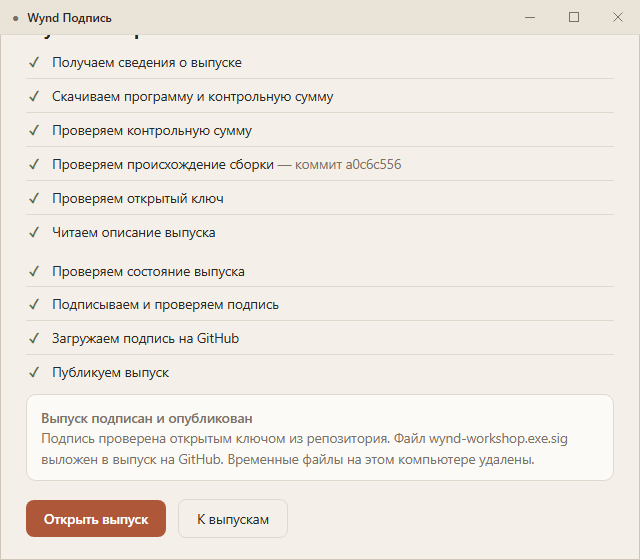 Wynd Подпись
Получаем сведения о выпуске
Скачиваем программу и контрольную сумму
Проверяем контрольную сумму
Проверяем происхождение сборки — коммит a0c6c556
Проверяем открытый ключ
Читаем описание выпуска
Проверяем состояние выпуска
Подписываем и проверяем подпись
Загружаем подпись на GitHub
Публикуем выпуск
Выпуск подписан и опубликован
Подпись проверена открытым ключом из репозитория. Файл wynd-workshop.exe.sig
выложен в выпуск на GitHub. Временные файлы на этом компьютере удалены.
Открыть выпуск
К выпускам